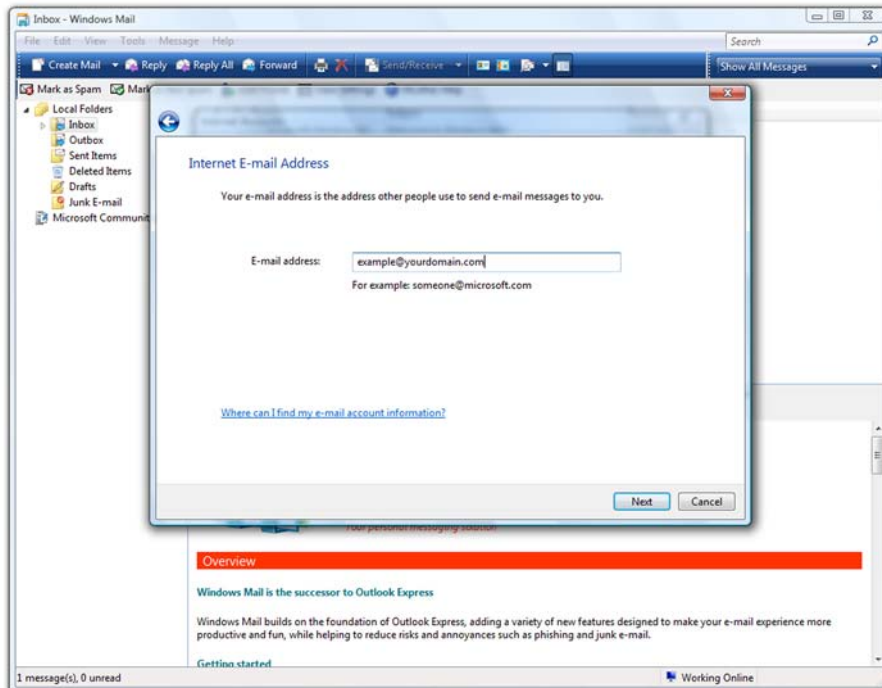 Inbox - Windows Mail
File Edit View Tools Message Help
Search
Create Mail Reply Reply All Forward Send/Receive
Show All Messages
Mark as Spam Mark
Local Folders
Inbox
Outbox
Sent Items
Deleted Items
Drafts
Junk E-mail
Microsoft Communit
Internet E-mail Address
Your e-mail address is the address other people use to send e-mail messages to you.
E-mail address: example@yourdomain.com
For example: someone@microsoft.com
Where can I find my e-mail account information?
Next Cancel
Your personal messaging solution
Overview
Windows Mail is the successor to Outlook Express
Windows Mail builds on the foundation of Outlook Express, adding a variety of new features designed to make your e-mail experience more
productive and fun, while helping to reduce risks and annoyances such as phishing and junk e-mail.
Getting started
1 message(s), 0 unread
Working Online